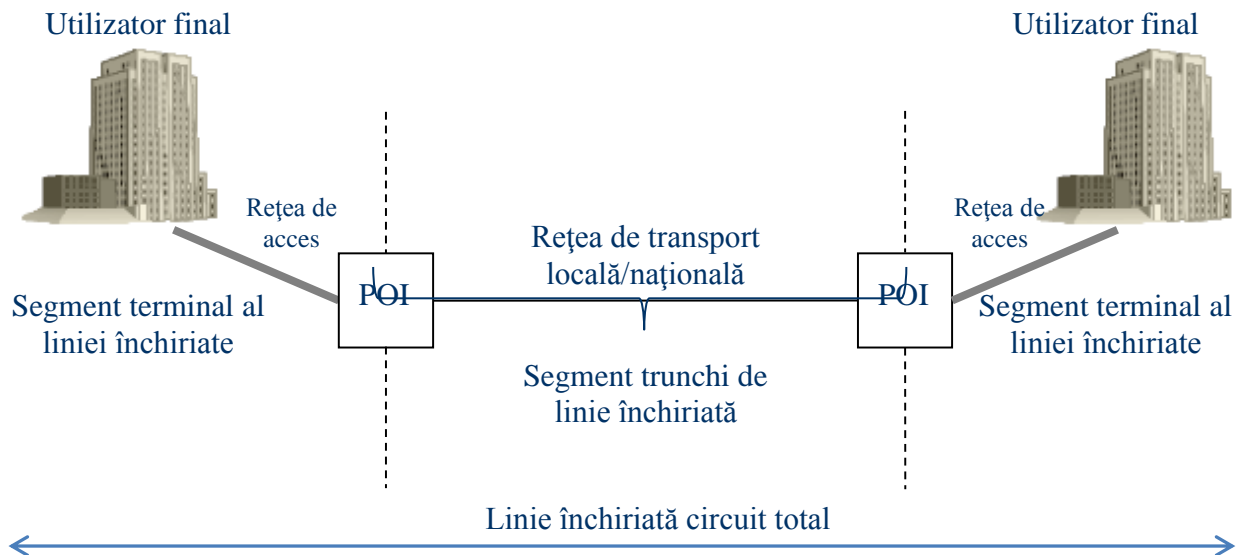 Utilizator final
Utilizator final
Reţea de
acces
Reţea de
acces
Reţea de transport
locală/naţională
POI
POI
Segment terminal al
liniei închiriate
Segment terminal al
liniei închiriate
Segment trunchi de
linie închiriată
Linie închiriată circuit total